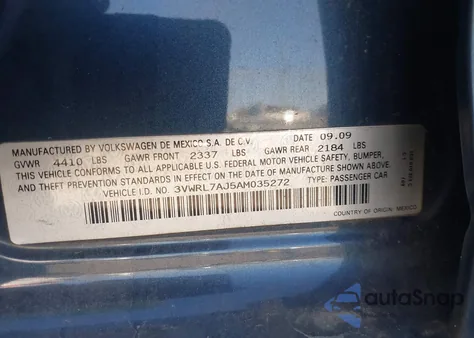 MANUFACTURED BY VOLKSWAGEN DE MEXICO S.A. DE C.V. DATE 09.09
GVWR 4410 LBS GAWR FRONT 2337 LBS GAWR REAR 2184 LBS
THIS VEHICLE CONFORMS TO ALL APPLICABLE U.S. FEDERAL MOTOR VEHICLE SAFETY, BUMPER,
AND THEFT PREVENTION STANDARDS IN EFFECT ON THE DATE OF MANUFACTURE SHOWN ABOVE.
VEHICLE I.D. NO. 3VWRL7AJ5AM035272 TYPE: PASSENGER CAR
COUNTRY OF ORIGIN: MEXICO
autoSnap